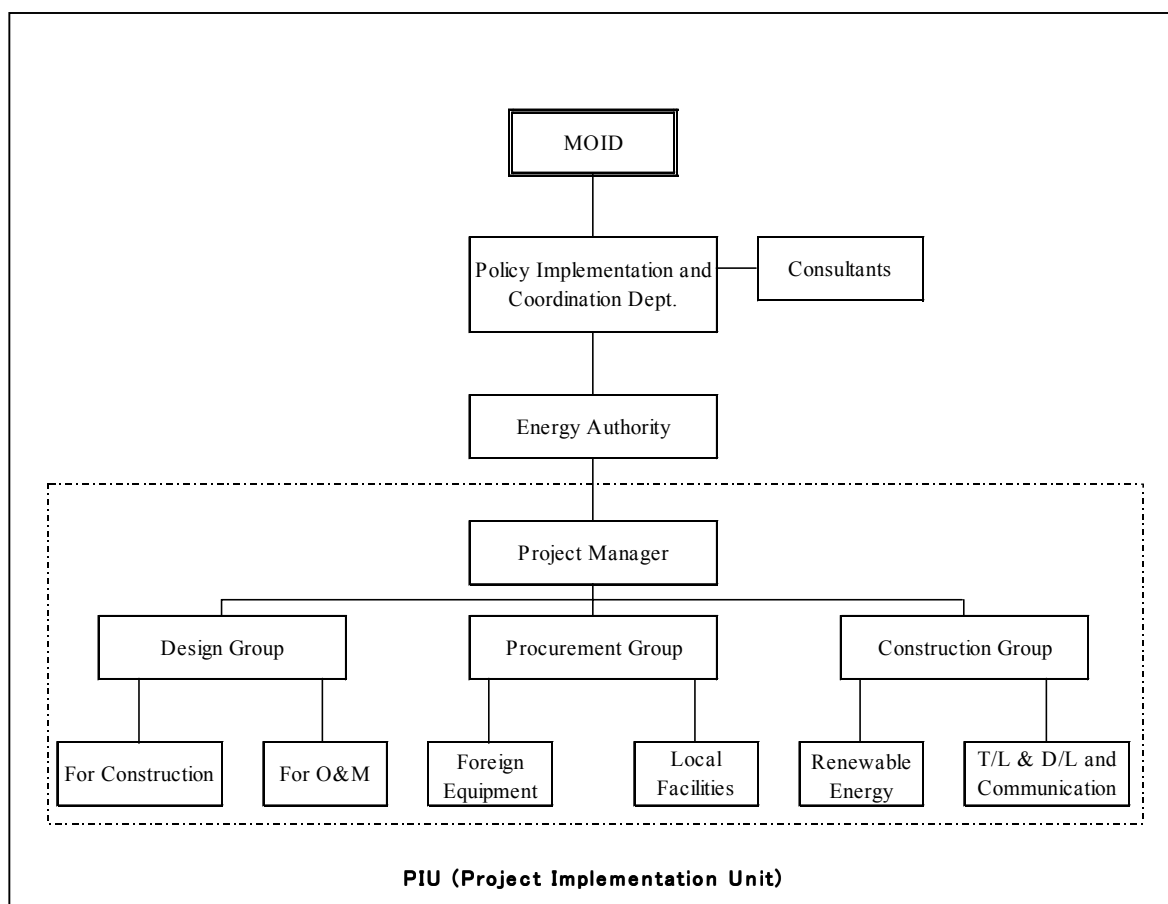 MOID
Policy Implementation and
Coordination Dept.
Consultants
Energy Authority
Project Manager
Design Group
Procurement Group
Construction Group
For Construction
For O&M
Foreign
Equipment
Local
Facilities
Renewable
Energy
T/L & D/L and
Communication
PIU (Project Implementation Unit)